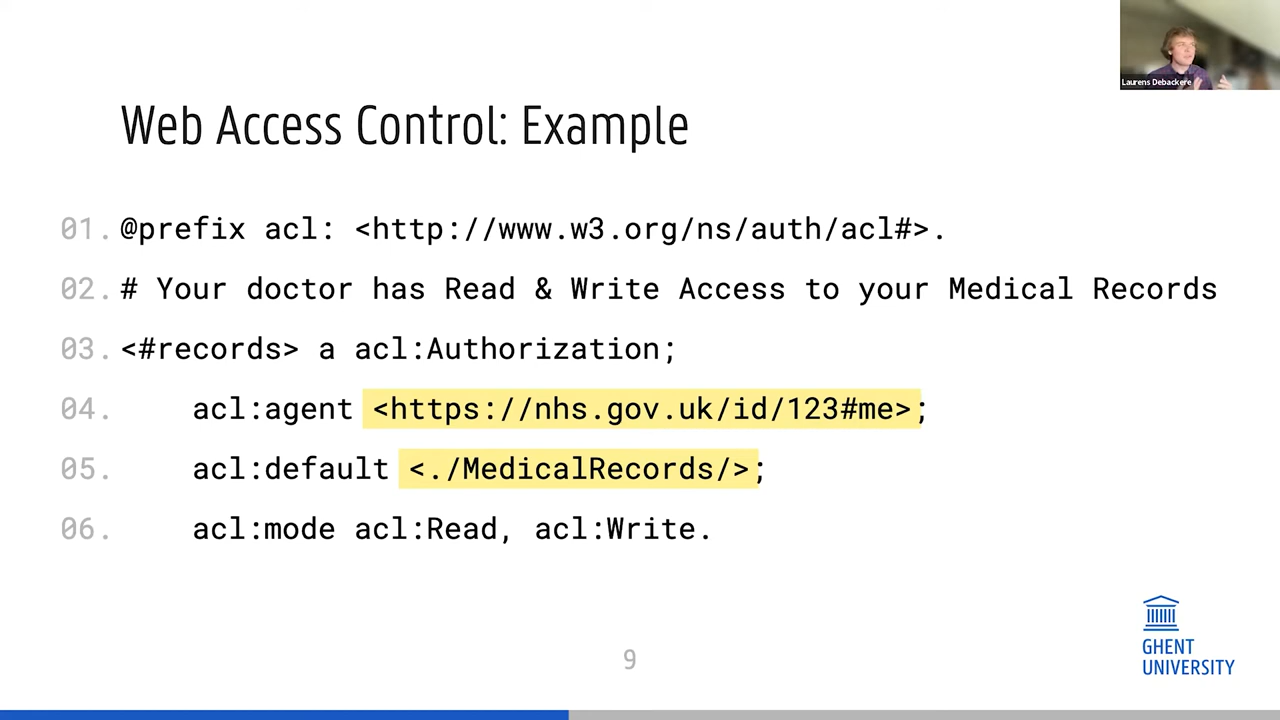 Laurens Debackere
Web Access Control: Example
01. @prefix acl: <http://www.w3.org/ns/auth/acl#>.
02. # Your doctor has Read & Write Access to your Medical Records
03. <#records> a acl:Authorization;
04. acl:agent <https://nhs.gov.uk/id/123#me>;
05. acl:default <./MedicalRecords/>;
06. acl:mode acl:Read, acl:Write.
9
GHENT
UNIVERSITY